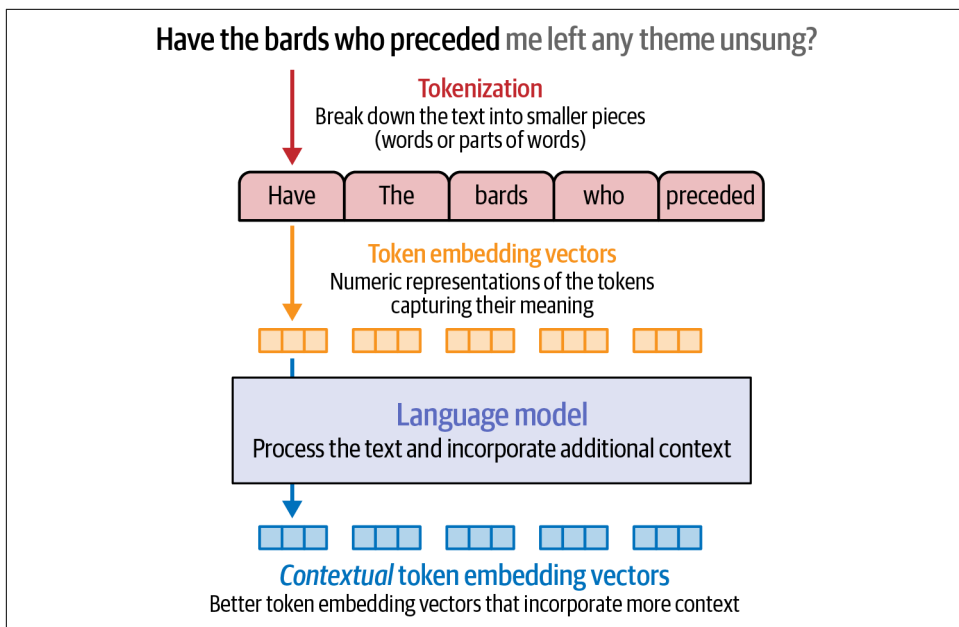 Have the bards who preceded me left any theme unsung?
Tokenization
Break down the text into smaller pieces
(words or parts of words)
Have The bards who preceded
Token embedding vectors
Numeric representations of the tokens
capturing their meaning
Language model
Process the text and incorporate additional context
Contextual token embedding vectors
Better token embedding vectors that incorporate more context